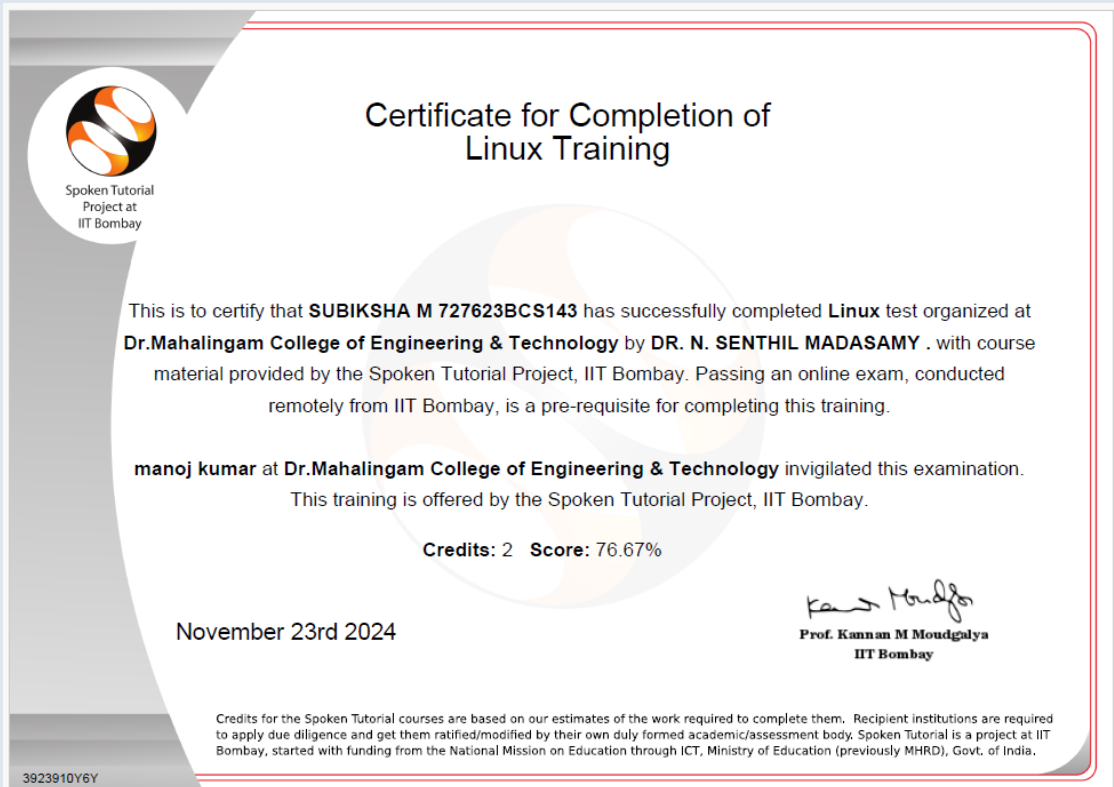 Certificate for Completion of
Linux Training
Spoken Tutorial
Project at
IIT Bombay
This is to certify that SUBIKSHA M 727623BCS143 has successfully completed Linux test organized at
Dr.Mahalingam College of Engineering & Technology by DR. N. SENTHIL MADASAMY . with course
material provided by the Spoken Tutorial Project, IIT Bombay. Passing an online exam, conducted
remotely from IIT Bombay, is a pre-requisite for completing this training.
manoj kumar at Dr.Mahalingam College of Engineering & Technology invigilated this examination.
This training is offered by the Spoken Tutorial Project, IIT Bombay.
Credits: 2 Score: 76.67%
November 23rd 2024
Prof. Kannan M Moudgalya
IIT Bombay
Credits for the Spoken Tutorial courses are based on our estimates of the work required to complete them. Recipient institutions are required
to apply due diligence and get them ratified/modified by their own duly formed academic/assessment body. Spoken Tutorial is a project at IIT
Bombay, started with funding from the National Mission on Education through ICT, Ministry of Education (previously MHRD), Govt. of India.
3923910Y6Y